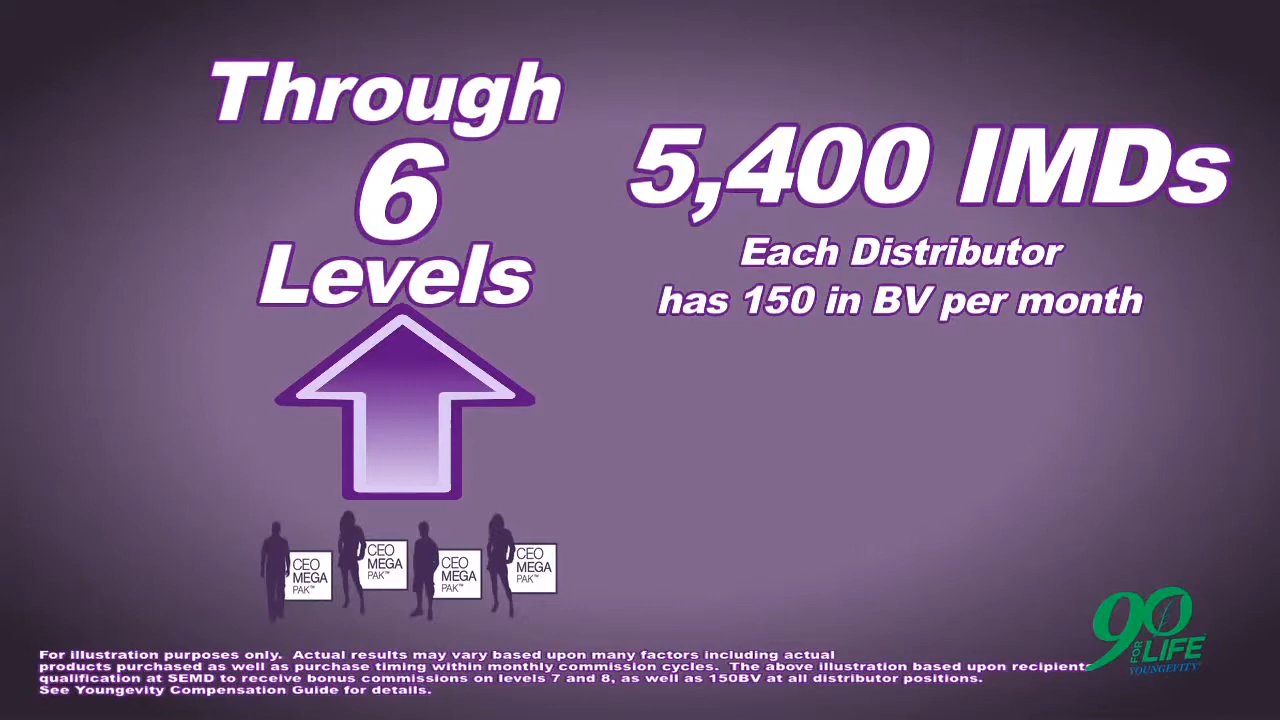 Through
6
Levels
5,400 IMDs
Each Distributor
has 150 in BV per month
CEO
MEGA
PAK™
CEO
MEGA
PAK™
CEO
MEGA
PAK™
CEO
MEGA
PAK™
For illustration purposes only. Actual results may vary based upon many factors including actual
products purchased as well as purchase timing within monthly commission cycles. The above illustration based upon recipients
qualification at SEMD to receive bonus commissions on levels 7 and 8, as well as 150BV at all distributor positions.
See Youngevity Compensation Guide for details.
90
FOR
LIFE
YOUNGEVITY